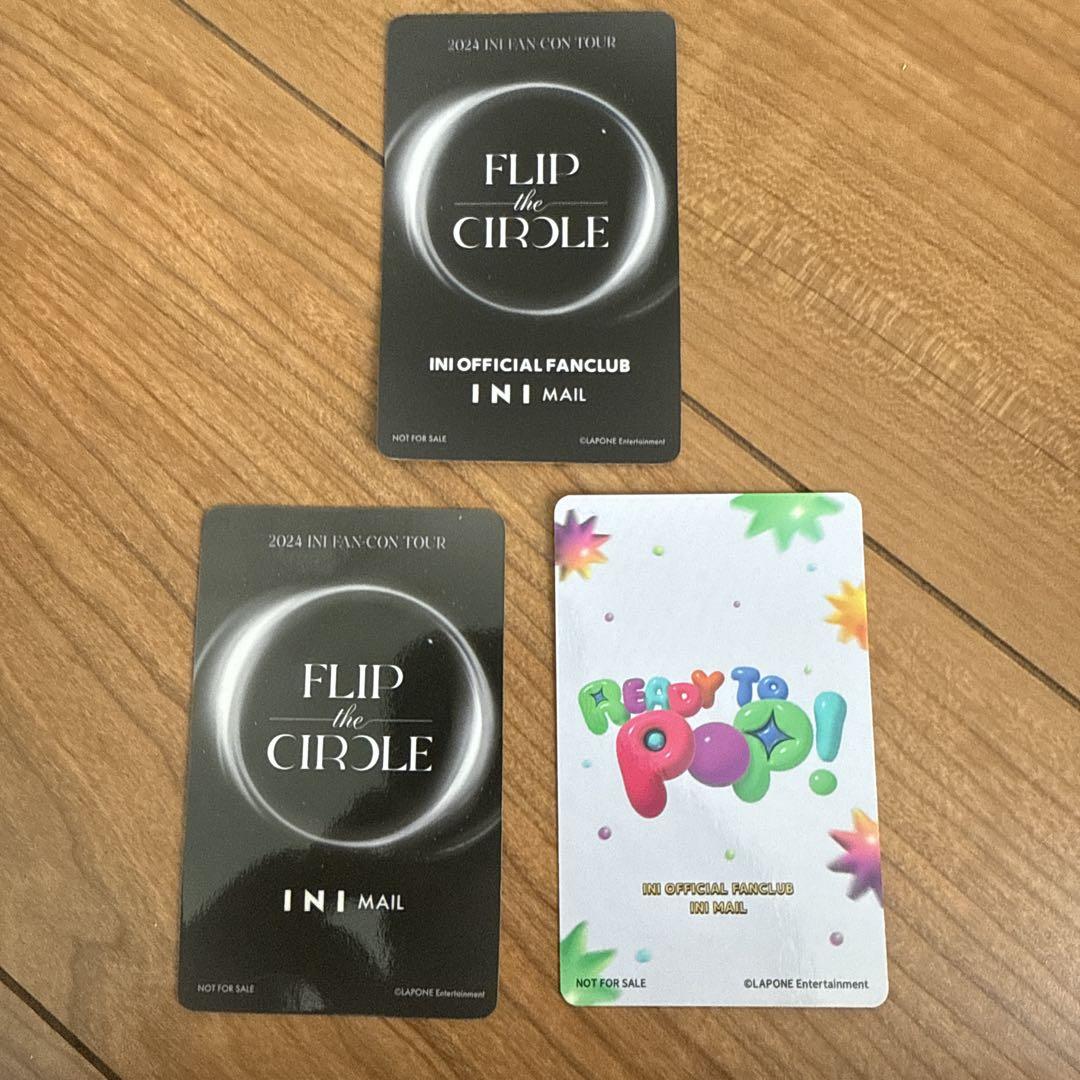 2024 INI FAN-CON TOUR
FLIP
the
CIRCLE
INI OFFICIAL FANCLUB
INI MAIL
NOT FOR SALE
©LAPONE Entertainment
2024 INI FAN-CON TOUR
FLIP
the
CIRCLE
INI MAIL
NOT FOR SALE
©LAPONE Entertainment
READY TO
POP!
INI OFFICIAL FANCLUB
INI MAIL
NOT FOR SALE
©LAPONE Entertainment